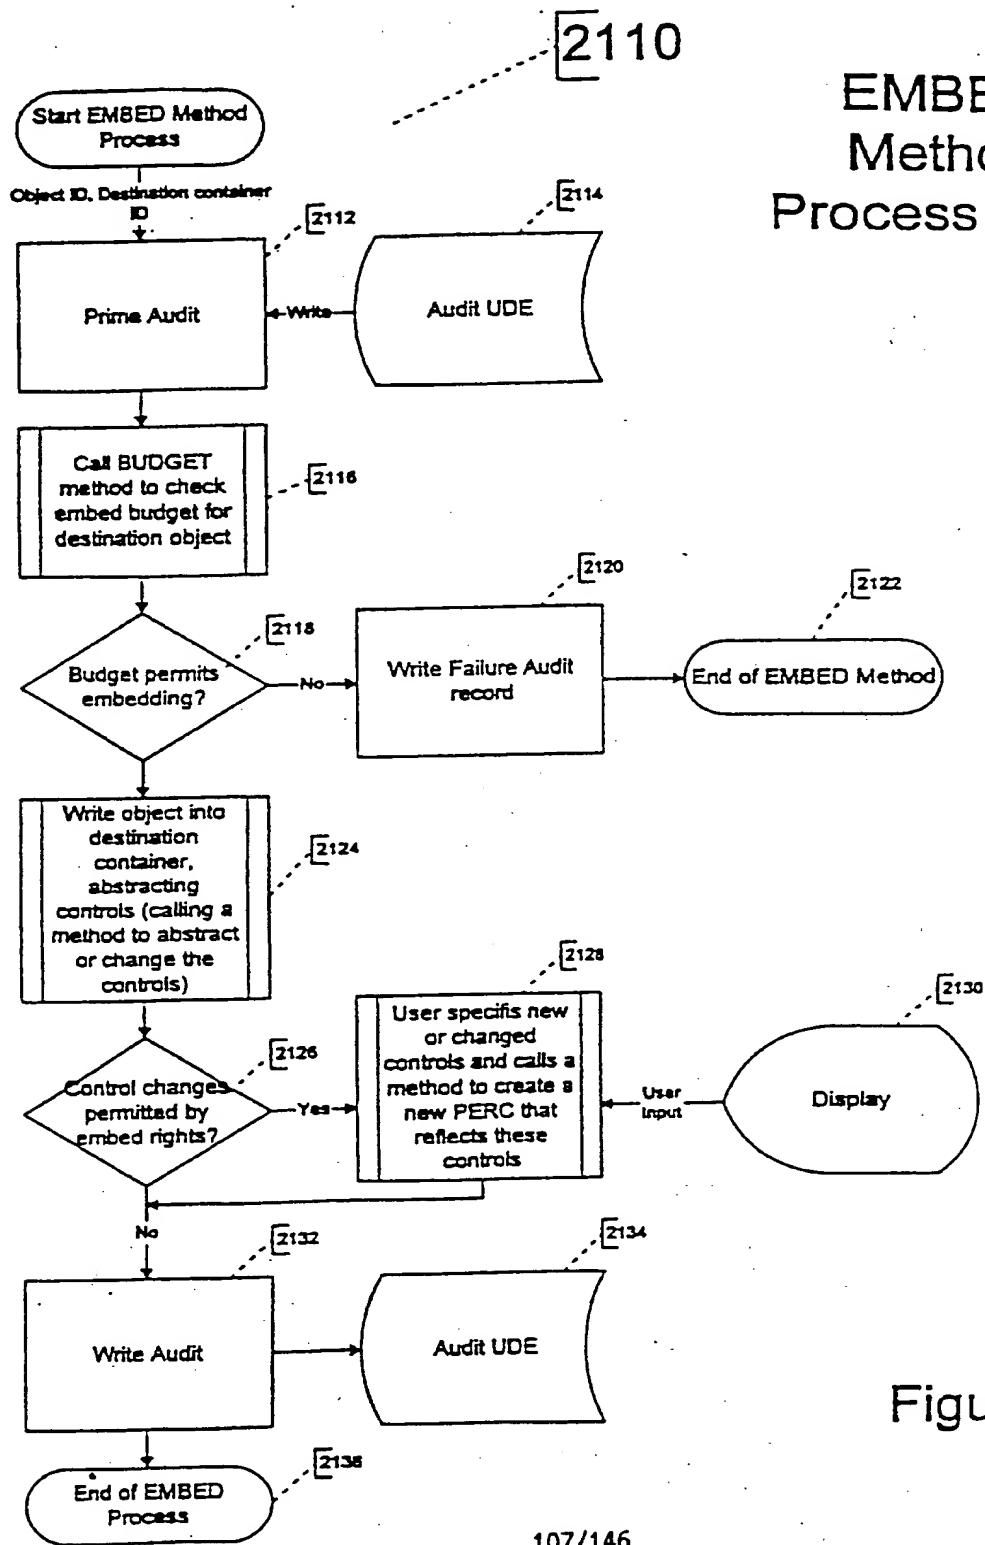 2110
EMBE
Metho
Process
Start EMBED Method
Process
Object ID, Destination container
ID
2112
2114
Prime Audit
Write
Audit UDE
Call BUDGET
method to check
embed budget for
destination object
2116
2118
Budget permits
embedding?
No
2120
Write Failure Audit
record
2122
End of EMBED Method
Write object into
destination
container,
abstracting
controls (calling a
method to abstract
or change the
controls)
2124
2126
Control changes
permitted by
embed rights?
Yes
2128
User specifis new
or changed
controls and calls a
method to create a
new PERC that
reflects these
controls
User
Input
2130
Display
No
2132
Write Audit
2134
Audit UDE
Figu
2136
End of EMBED
Process
107/146